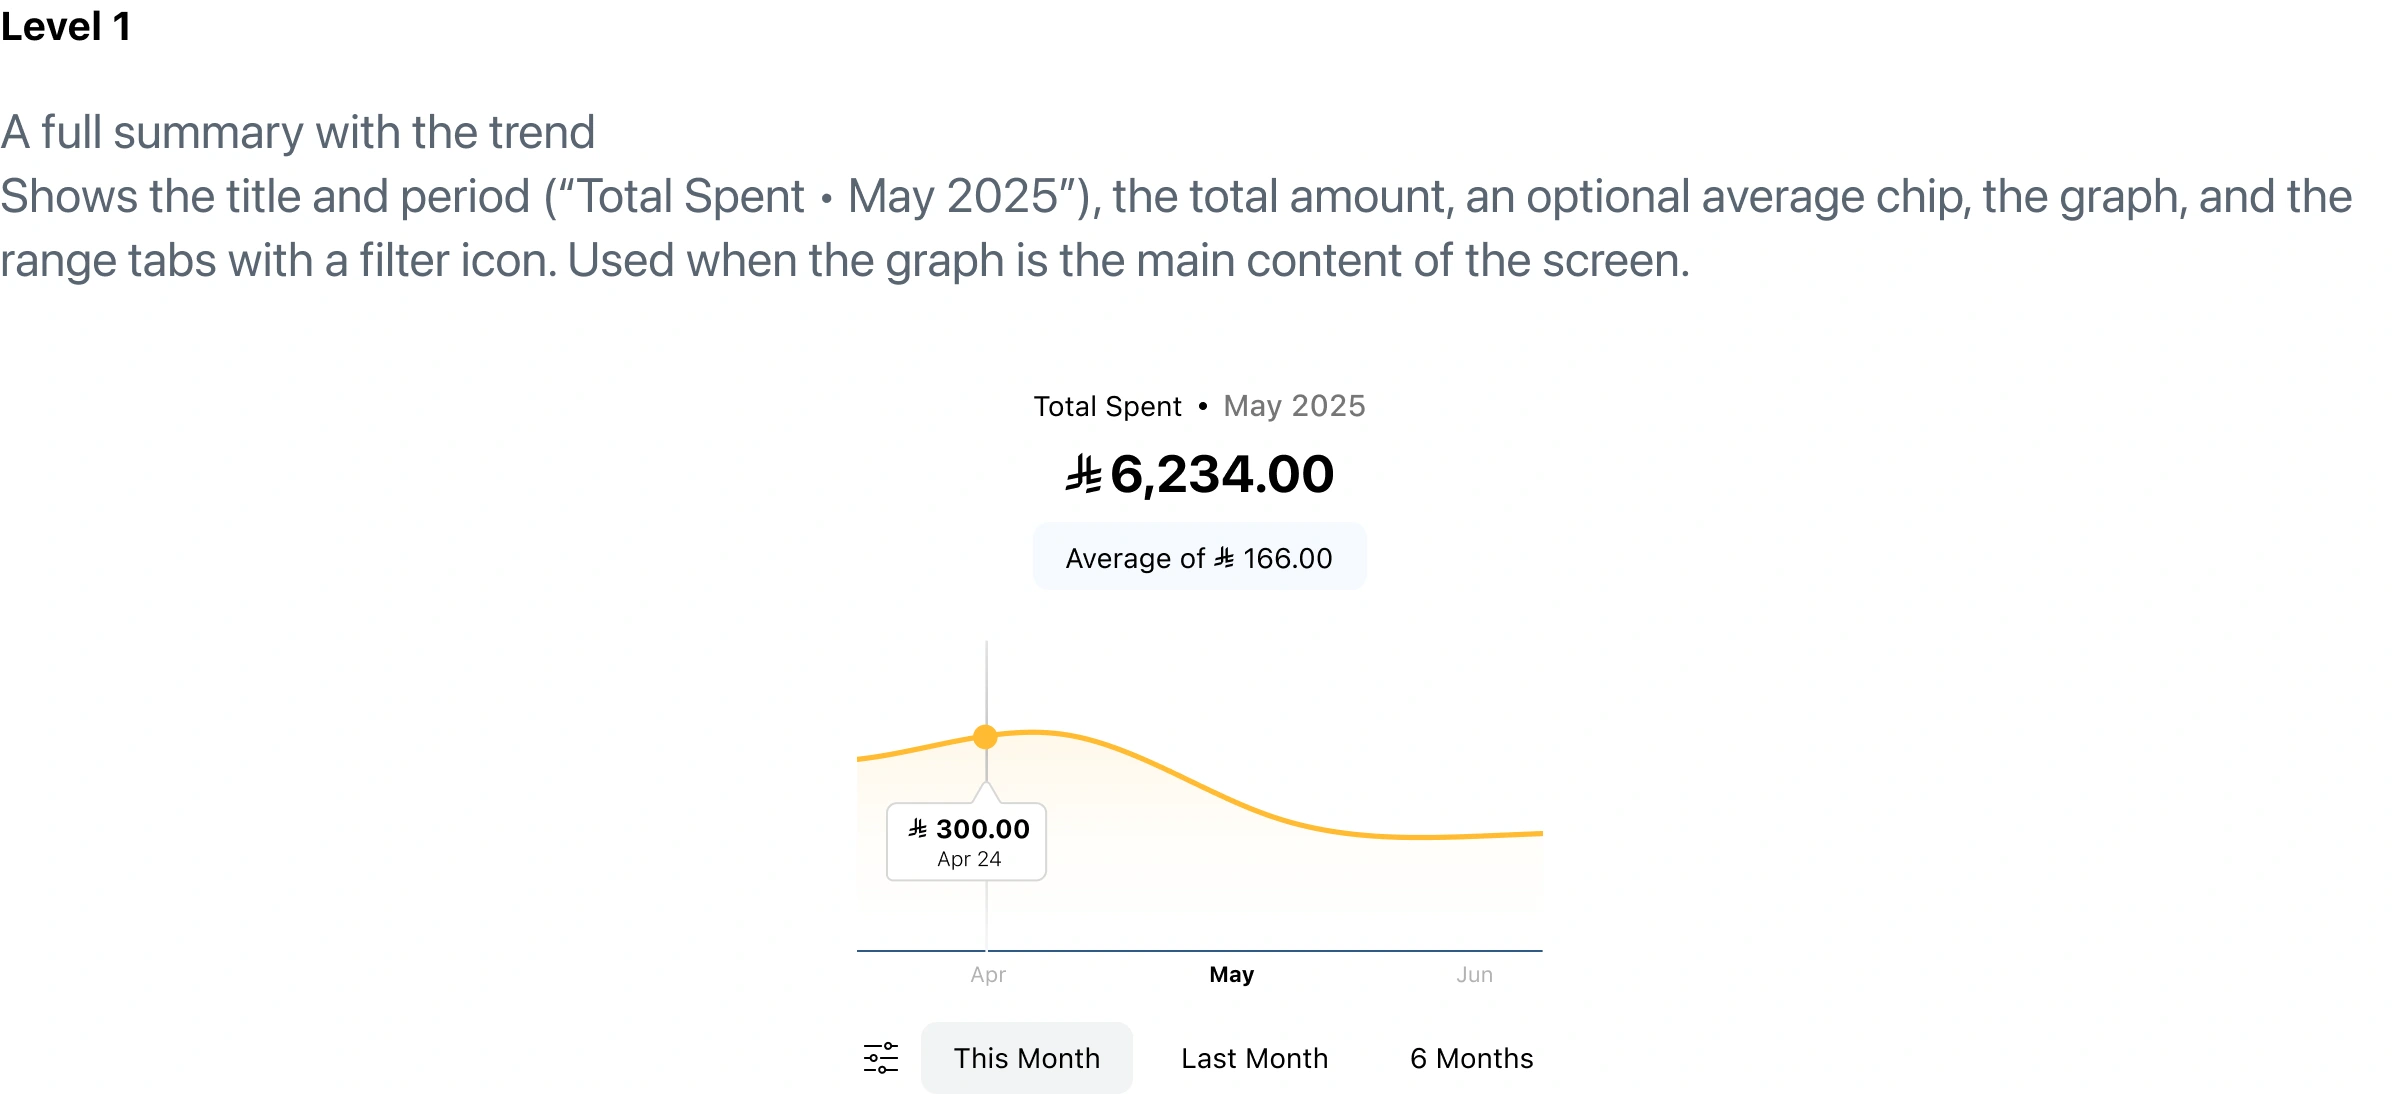 Level 1
A full summary with the trend
Shows the title and period (“Total Spent • May 2025”), the total amount, an optional average chip, the graph, and the
range tabs with a filter icon. Used when the graph is the main content of the screen.
Total Spent • May 2025
⃁ 6,234.00
Average of ⃁ 166.00
⃁ 300.00
Apr 24
Apr May Jun
This Month Last Month 6 Months